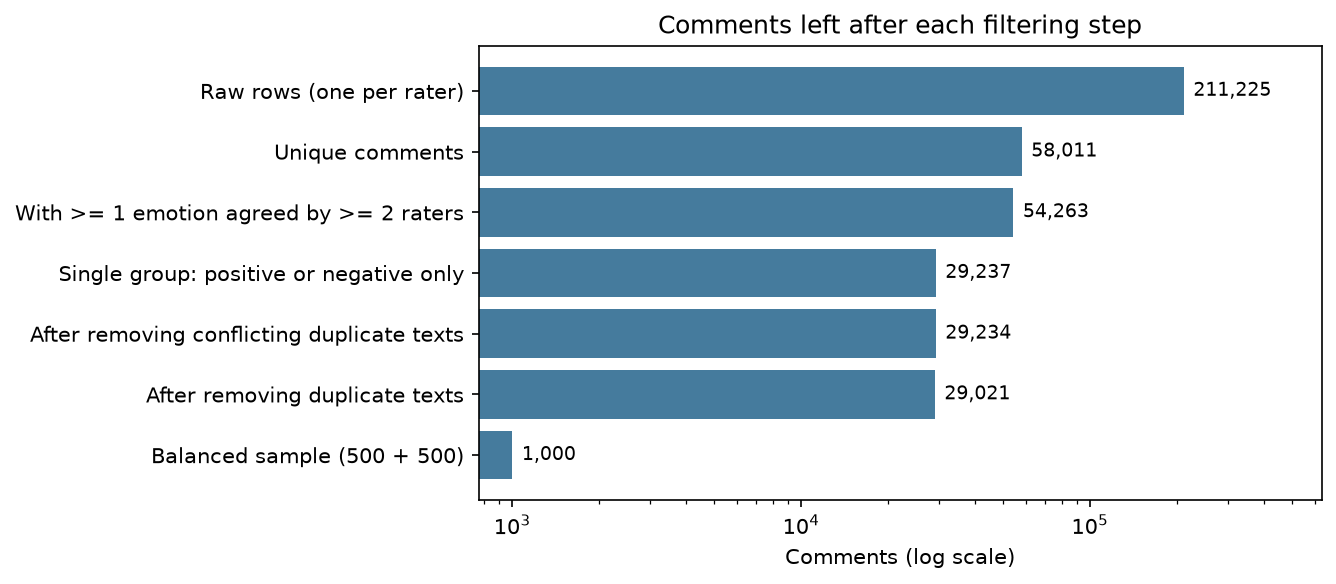 Comments left after each filtering step
Raw rows (one per rater)
211,225
Unique comments
58,011
With >= 1 emotion agreed by >= 2 raters
54,263
Single group: positive or negative only
29,237
After removing conflicting duplicate texts
29,234
After removing duplicate texts
29,021
Balanced sample (500 + 500)
1,000
10³
10⁴
10⁵
Comments (log scale)